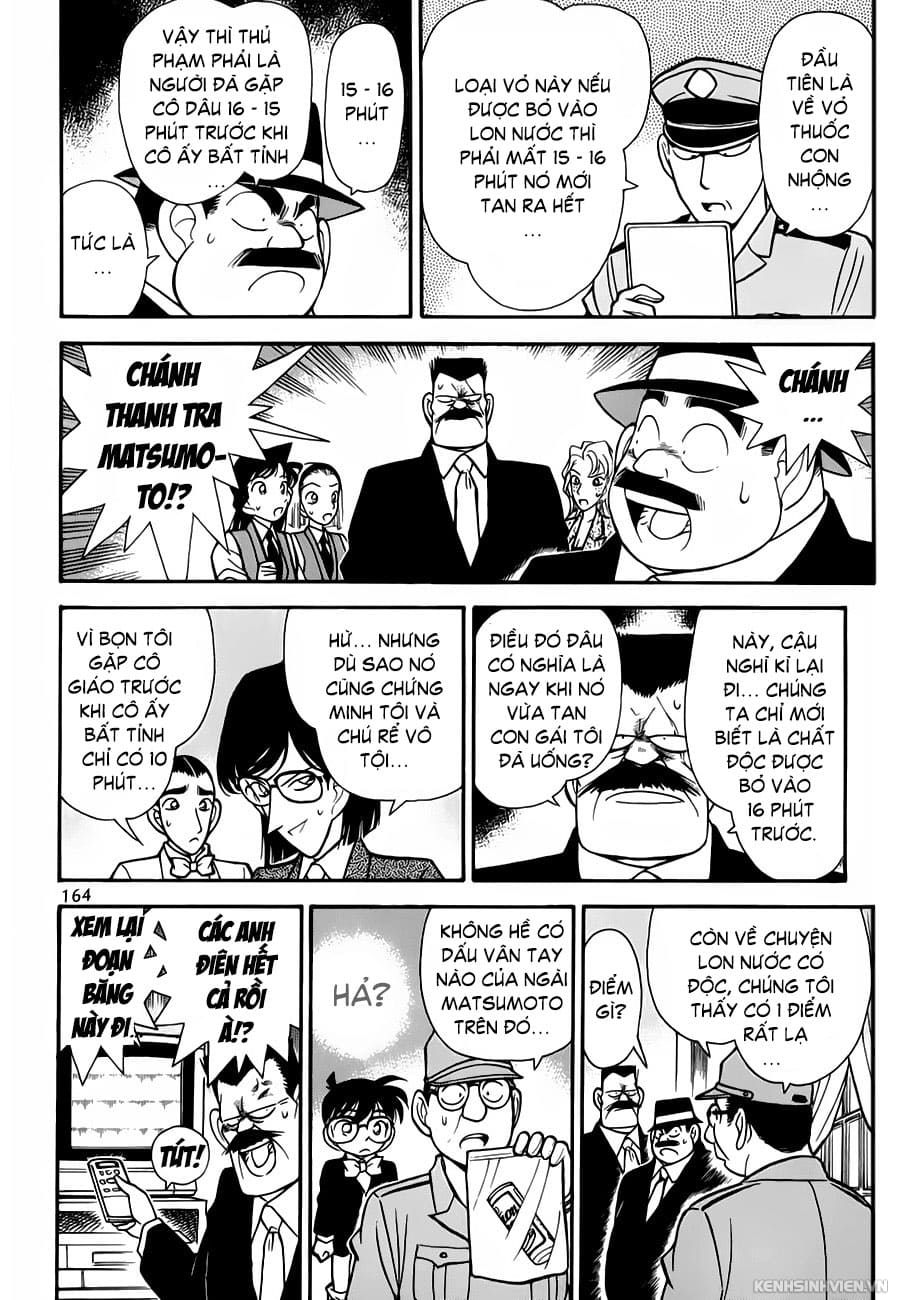 ĐẦU
TIÊN LÀ
VỀ VỎ
THUỐC
CON
NHỘNG
...
LOẠI VỎ NÀY NẾU
ĐƯỢC BỎ VÀO
LON NƯỚC THÌ
PHẢI MẤT 15 - 16
PHÚT NÓ MỚI
TAN RA HẾT
...
15 - 16
PHÚT
...
VẬY THÌ THỦ
PHẠM PHẢI LÀ
NGƯỜI ĐÃ GẶP
CÔ DÂU 16 - 15
PHÚT TRƯỚC KHI
CÔ ẤY BẤT TỈNH
...
TỨC LÀ
...
CHÁNH
...
CHÁNH
THANH TRA
MATSUMO-
TO!?
NÀY, CẬU
NGHĨ KĨ LẠI
ĐI... CHÚNG
TA CHỈ MỚI
BIẾT LÀ CHẤT
ĐỘC ĐƯỢC
BỎ VÀO
16 PHÚT
TRƯỚC.
ĐIỀU ĐÓ ĐÂU
CÓ NGHĨA LÀ
NGAY KHI NÓ
VỪA TAN
CON GÁI TÔI
ĐÃ UỐNG?
HỪ... NHƯNG
DÙ SAO NÓ
CŨNG CHỨNG
MINH TÔI VÀ
CHÚ RỂ VÔ
TỘI...
VÌ BỌN TÔI
GẶP CÔ
GIÁO TRƯỚC
KHI CÔ ẤY
BẤT TỈNH
CHỈ CÓ 10
PHÚT...
164
CÒN VỀ CHUYỆN
LON NƯỚC CÓ
ĐỘC, CHÚNG TÔI
THẤY CÓ 1 ĐIỂM
RẤT LẠ
...
ĐIỂM
GÌ?
KHÔNG HỀ CÓ
DẤU VÂN TAY
NÀO CỦA NGÀI
MATSUMOTO
TRÊN ĐÓ...
HẢ?
CÁC ANH
ĐIÊN HẾT
CẢ RỒI
À!?
XEM LẠI
ĐOẠN
BĂNG
NÀY ĐI...
TÚT!
KENHSINHVIEN.VN